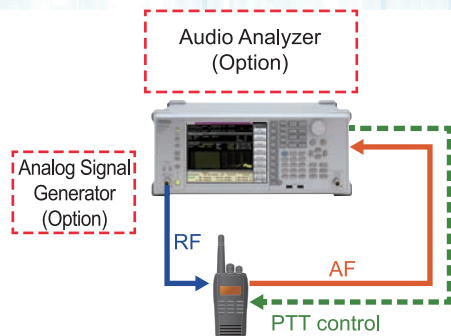 Audio Analyzer
(Option)
Analog Signal
Generator
(Option)
RF
AF
PTT control